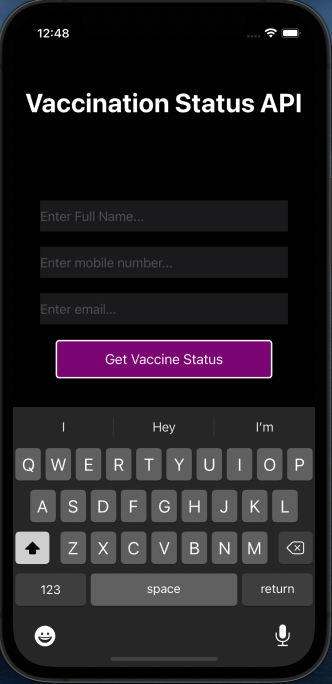 12:48
Vaccination Status API
Enter Full Name...
Enter mobile number...
Enter email...
Get Vaccine Status
I Hey I'm
Q W E R T Y U I O P
A S D F G H J K L
Z X C V B N M
123 space return